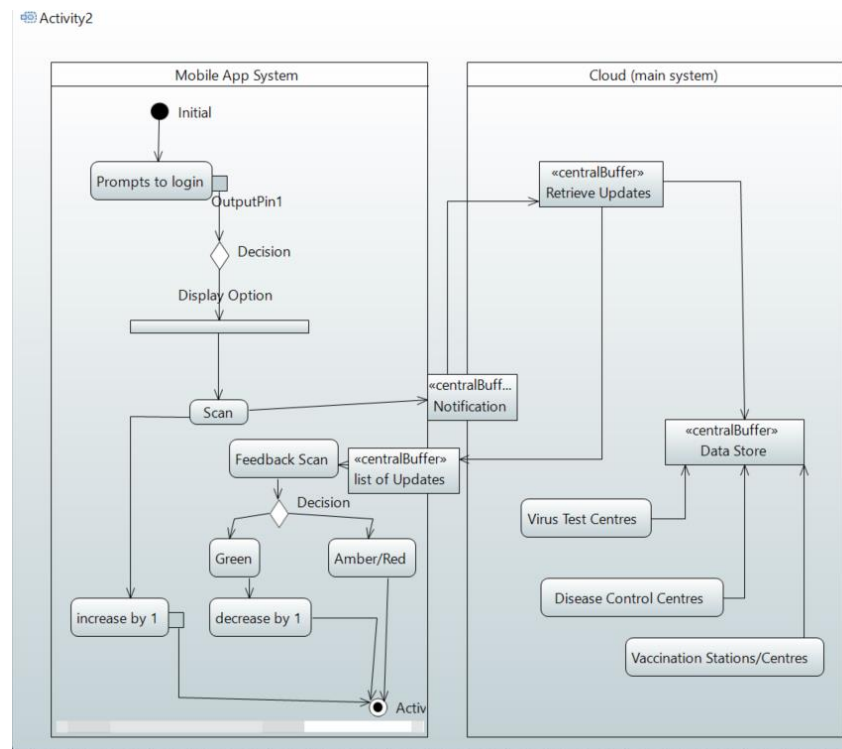 Activity2
Mobile App System
Cloud (main system)
Initial
Prompts to login
OutputPin1
«centralBuffer»
Retrieve Updates
Decision
Display Option
Scan
«centralBuff...
Notification
«centralBuffer»
Data Store
Feedback Scan
«centralBuffer»
list of Updates
Decision
Virus Test Centres
Green
Amber/Red
Disease Control Centres
increase by 1
decrease by 1
Vaccination Stations/Centres
Activ